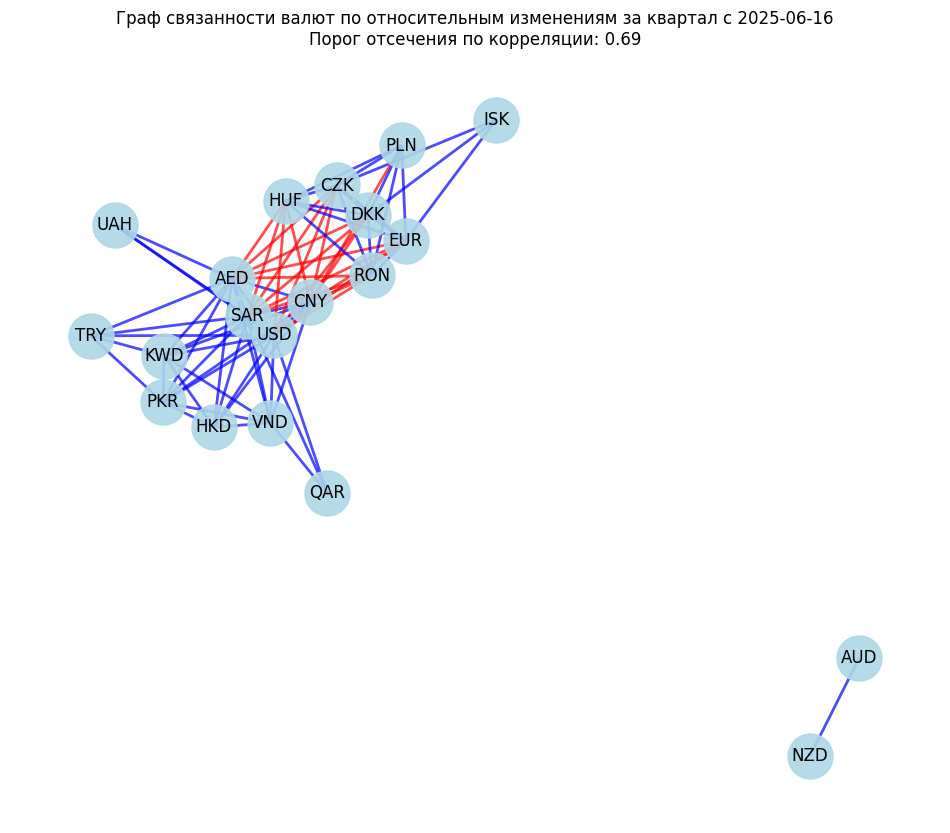 Граф связанности валют по относительным изменениям за квартал с 2025-06-16
Порог отсечения по корреляции: 0.69
ISK
PLN
CZK
HUF
DKK
UAH
EUR
RON
AED
CNY
SAR
USD
TRY
KWD
PKR
VND
HKD
QAR
AUD
NZD